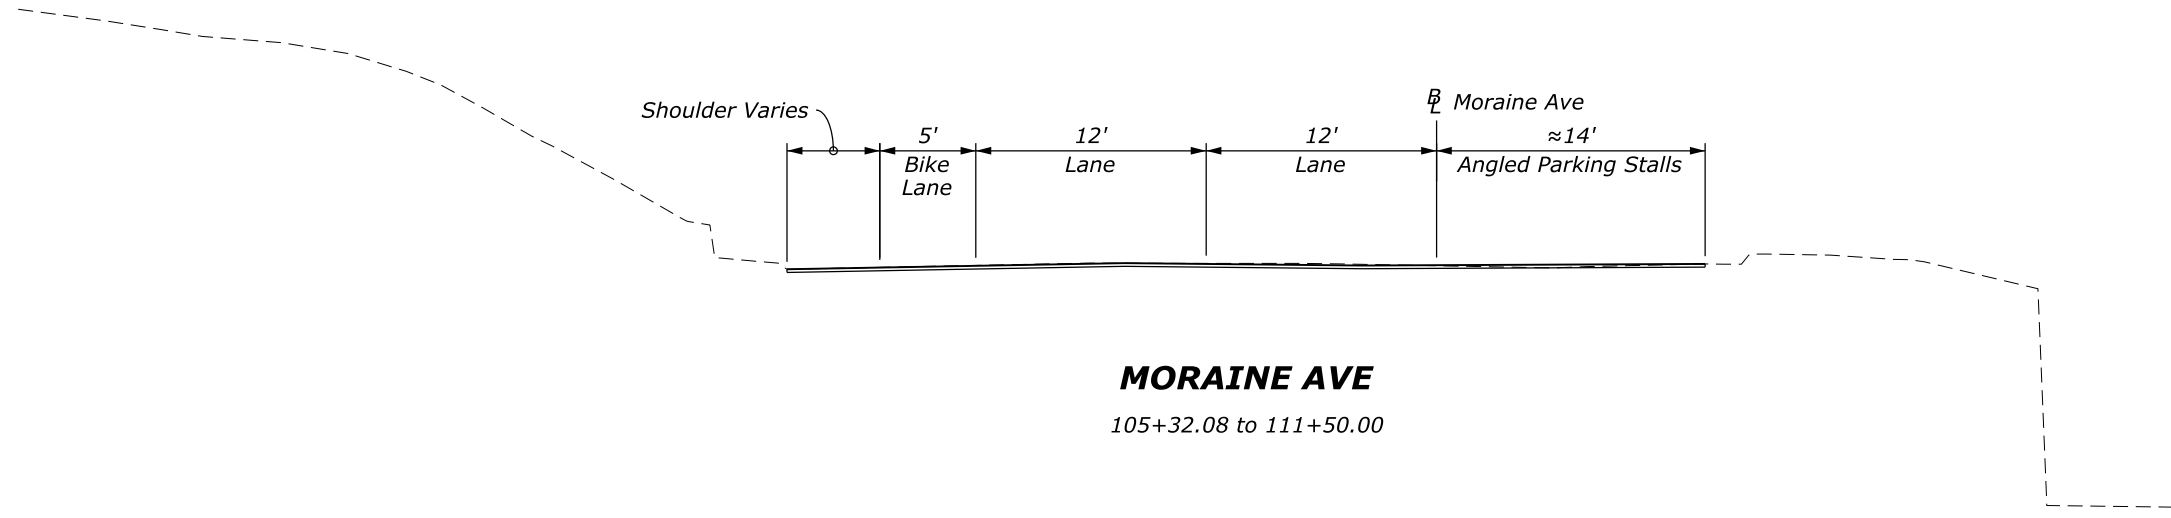 Shoulder Varies
BL Moraine Ave
5'
12'
12'
≈14'
Bike
Lane
Lane
Lane
Angled Parking Stalls
MORAINE AVE
105+32.08 to 111+50.00